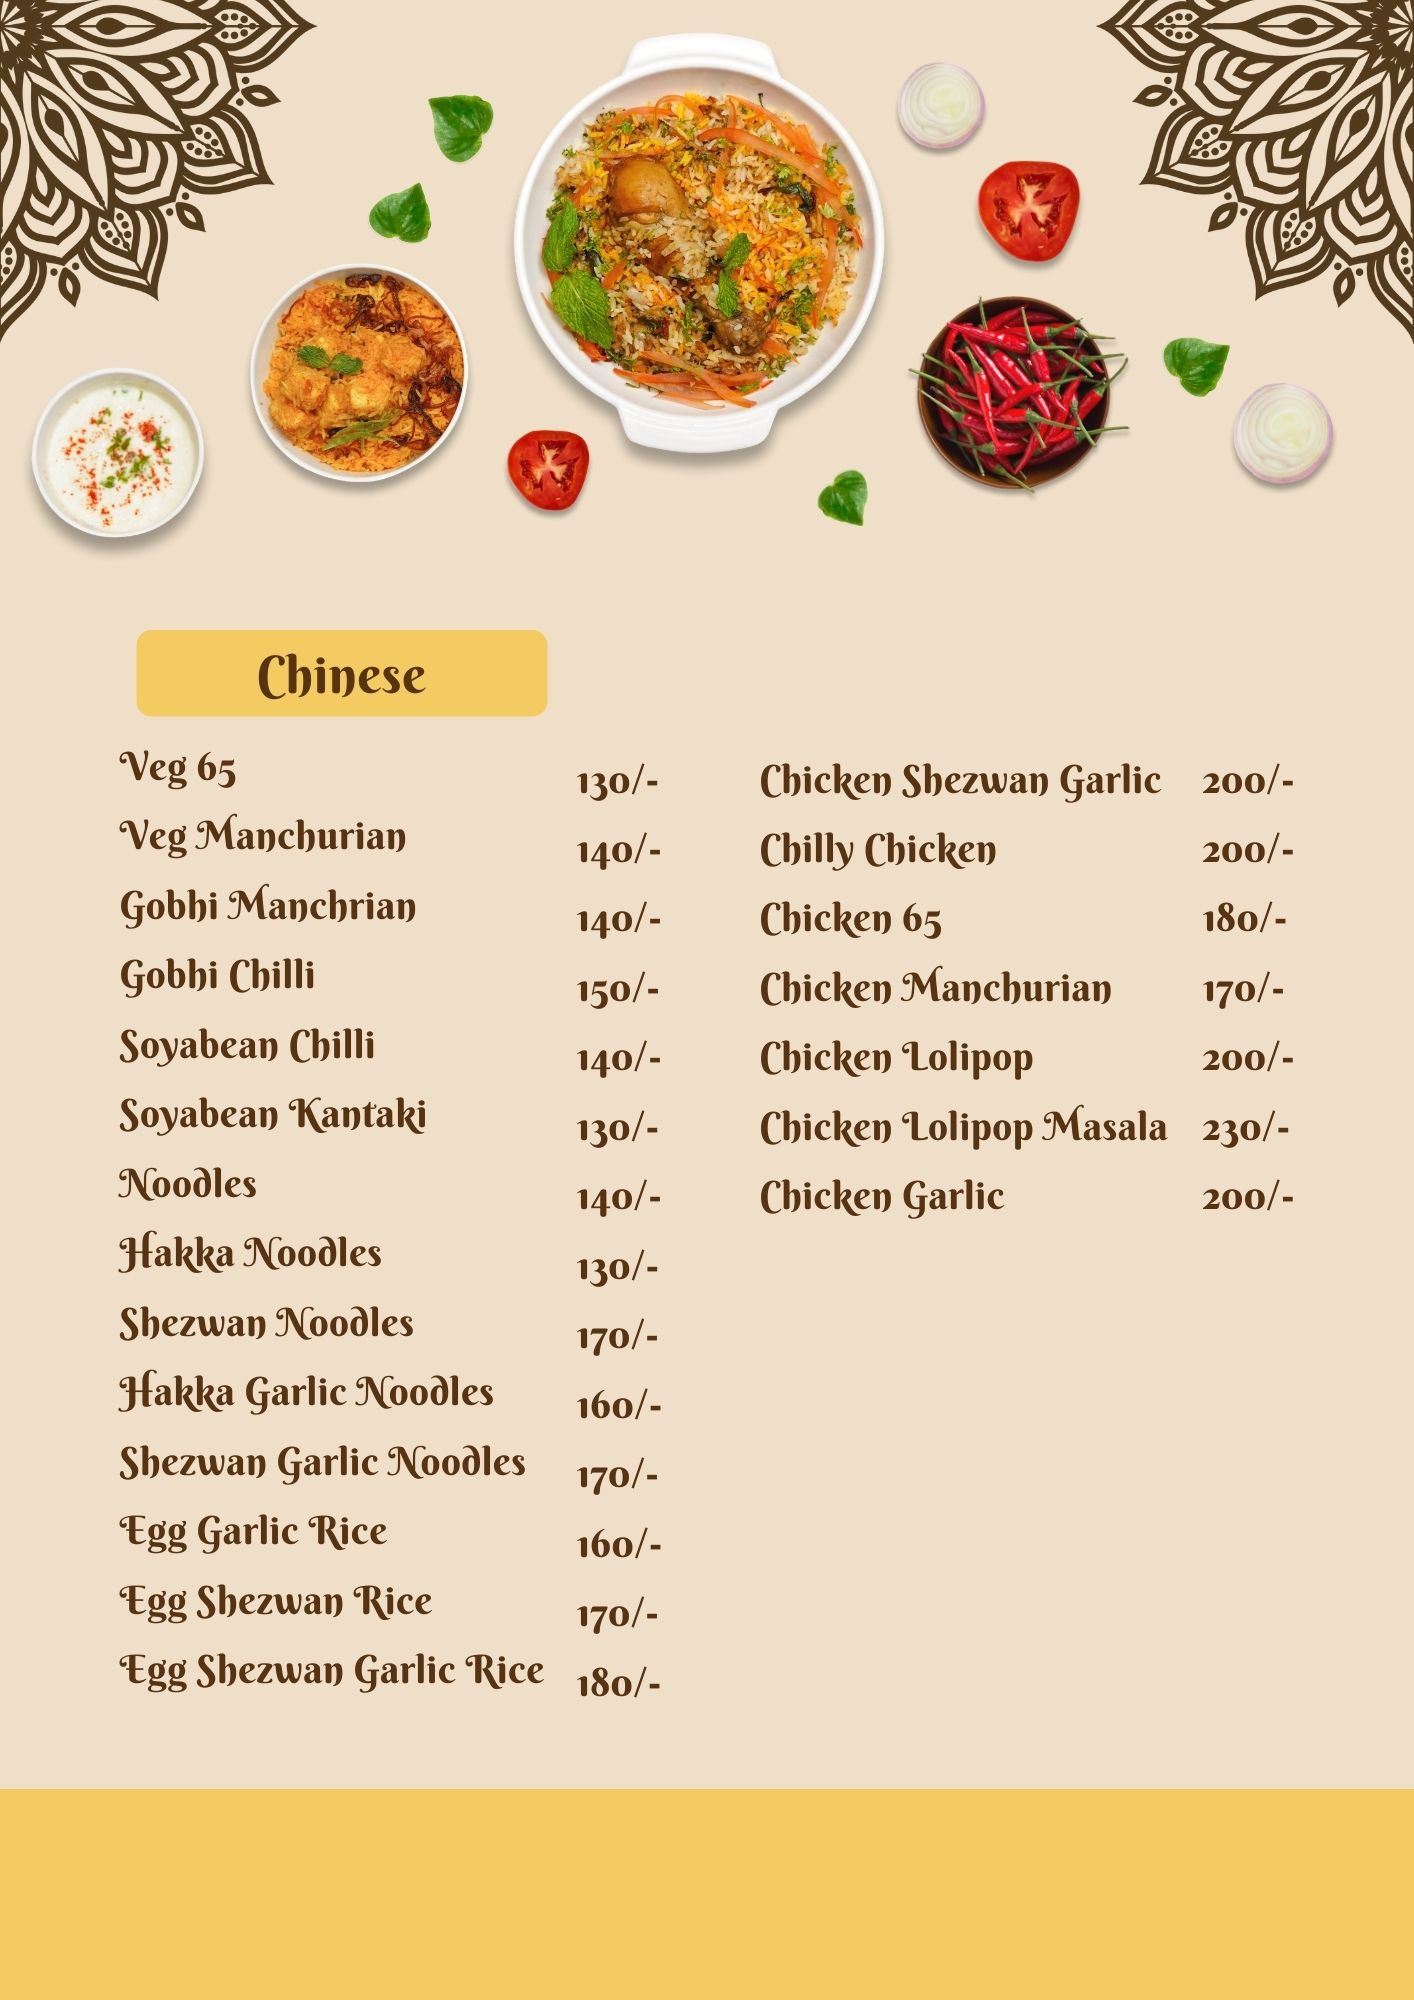 Chinese
Veg 65 130/-
Veg Manchurian 140/-
Gobhi Manchrian 140/-
Gobhi Chilli 150/-
Soyabean Chilli 140/-
Soyabean Kantaki 130/-
Noodles 140/-
Hakka Noodles 130/-
Shezwan Noodles 170/-
Hakka Garlic Noodles 160/-
Shezwan Garlic Noodles 170/-
Egg Garlic Rice 160/-
Egg Shezwan Rice 170/-
Egg Shezwan Garlic Rice 180/-
Chicken Shezwan Garlic 200/-
Chilly Chicken 200/-
Chicken 65 180/-
Chicken Manchurian 170/-
Chicken Lolipop 200/-
Chicken Lolipop Masala 230/-
Chicken Garlic 200/-